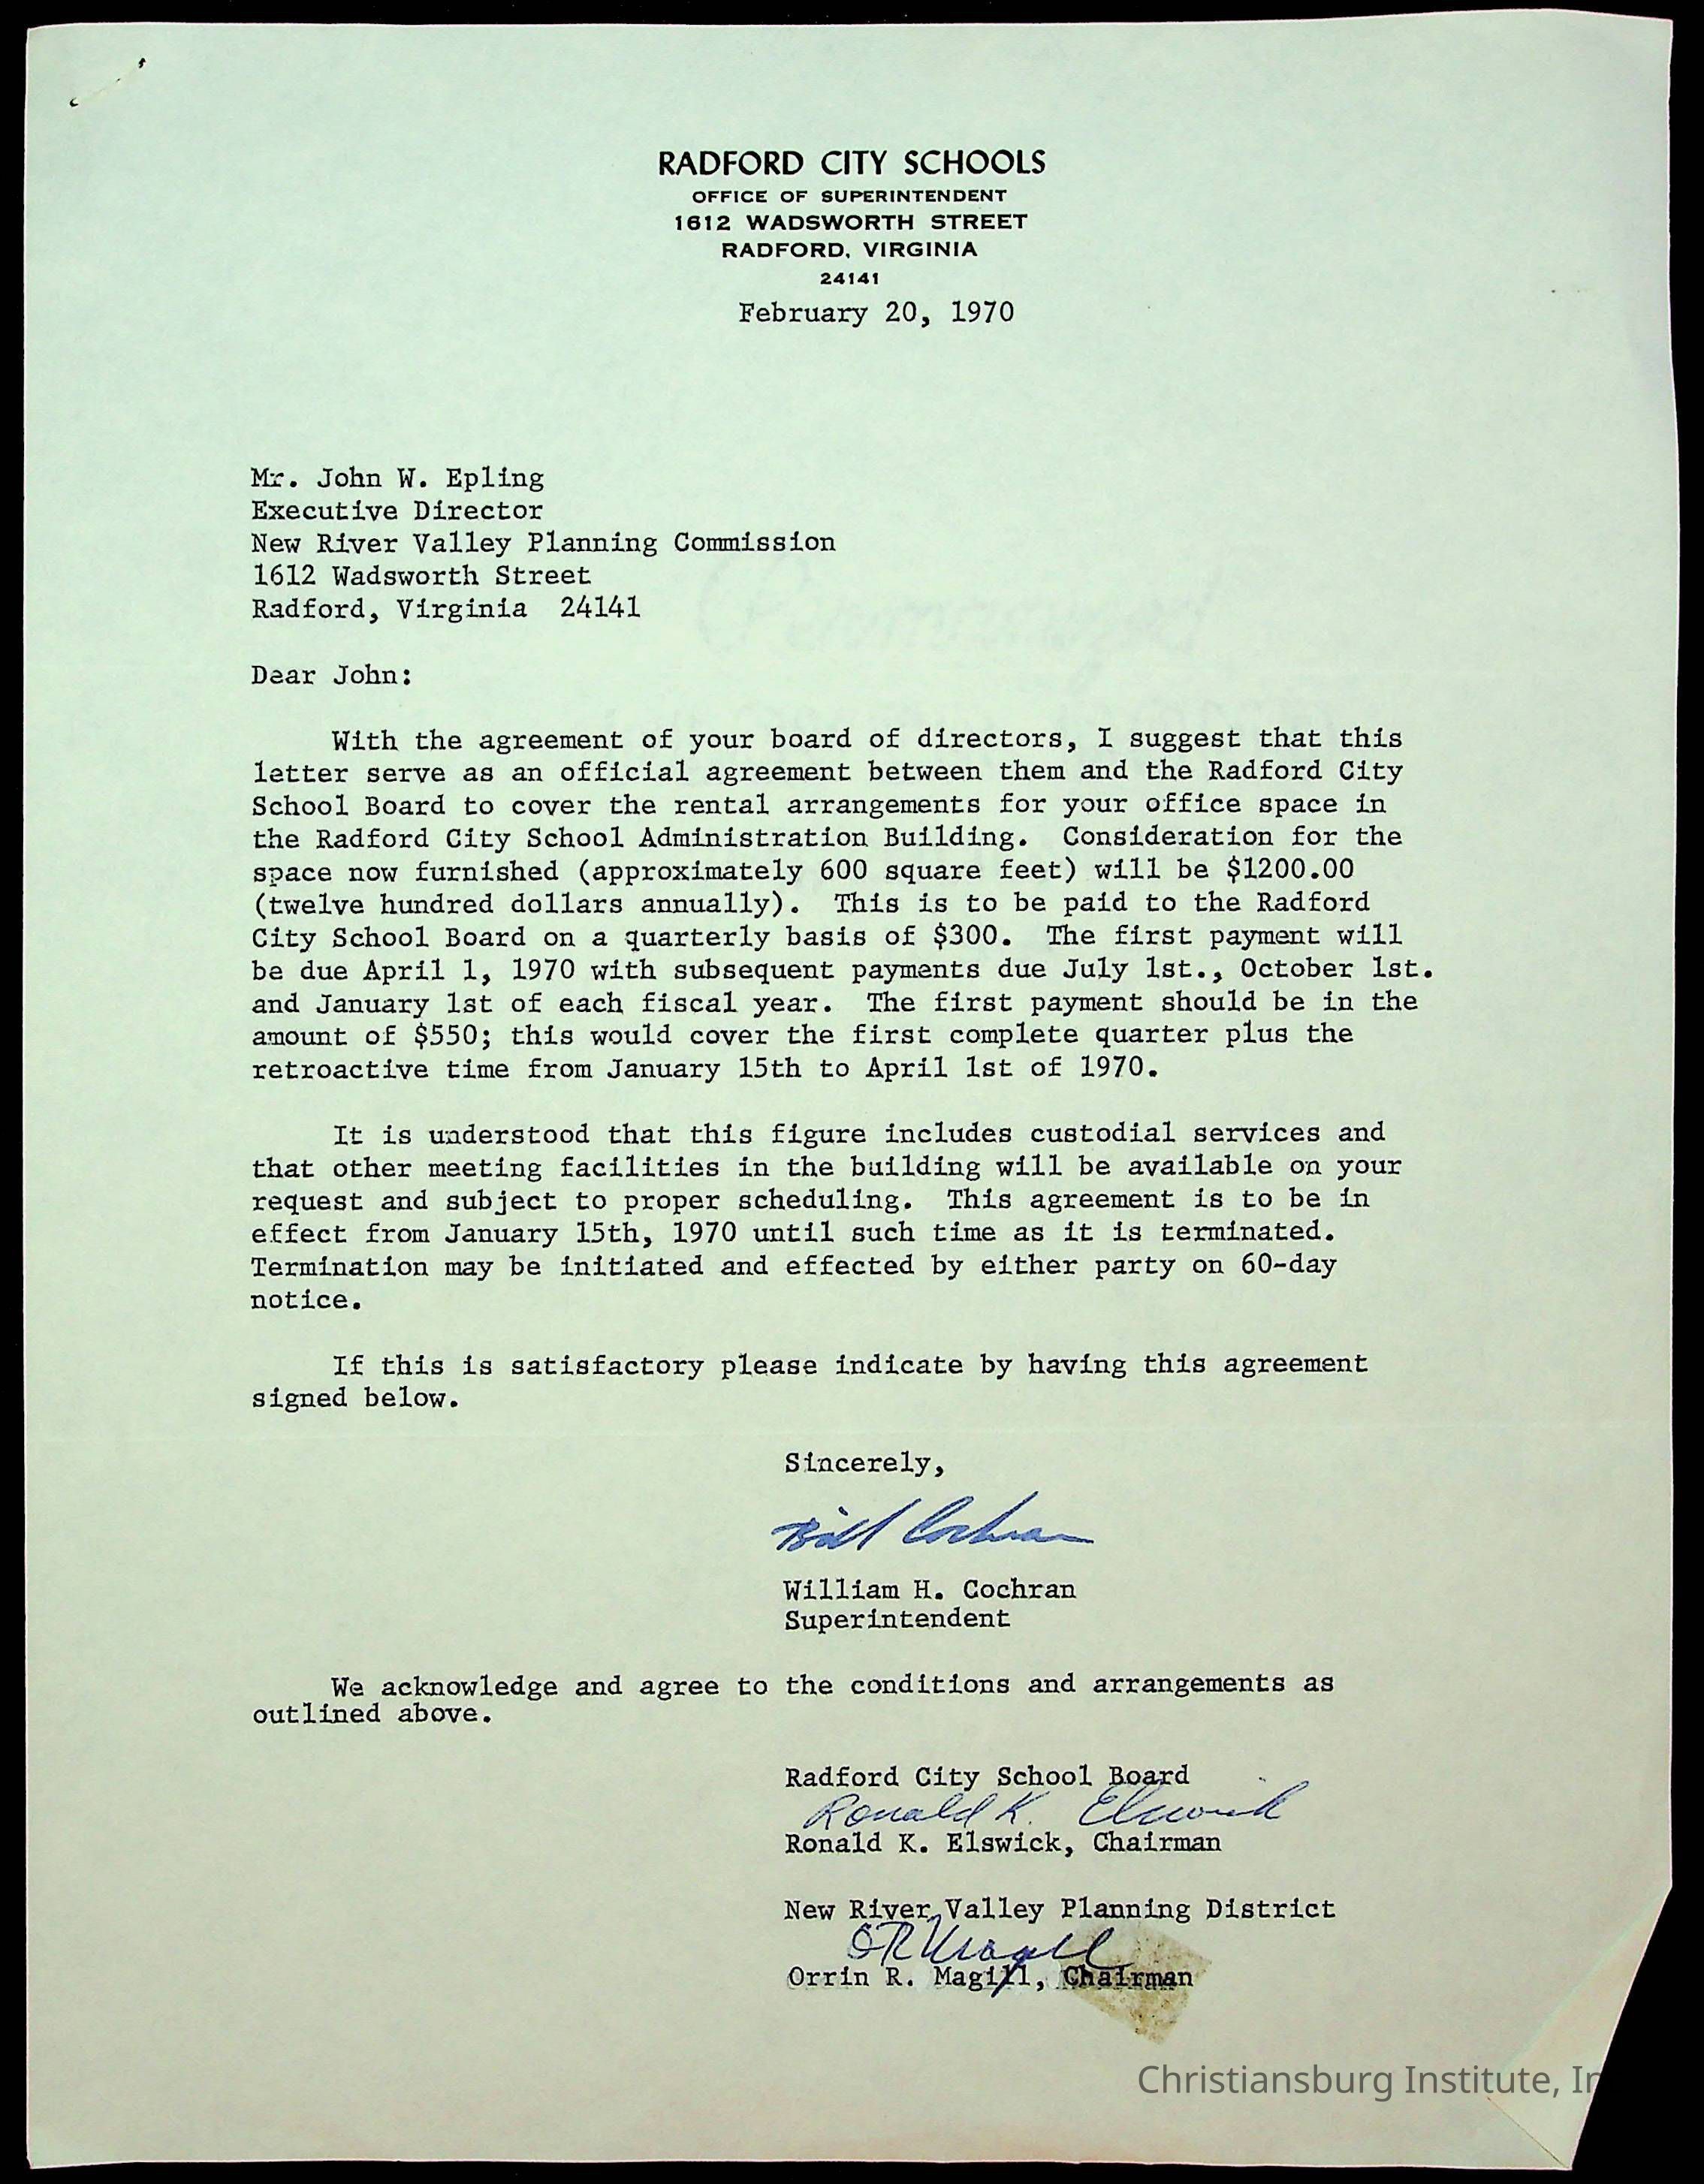 RADFORD CITY SCHOOLS
OFFICE OF SUPERINTENDENT
1612 WADSWORTH STREET
RADFORD, VIRGINIA
24141
February 20, 1970
Mr. John W. Epling
Executive Director
New River Valley Planning Commission
1612 Wadsworth Street
Radford, Virginia 24141
Dear John:
With the agreement of your board of directors, I suggest that this
letter serve as an official agreement between them and the Radford City
School Board to cover the rental arrangements for your office space in
the Radford City School Administration Building. Consideration for the
space now furnished (approximately 600 square feet) will be $1200.00
(twelve hundred dollars annually). This is to be paid to the Radford
City School Board on a quarterly basis of $300. The first payment will
be due April 1, 1970 with subsequent payments due July 1st., October 1st.
and January 1st of each fiscal year. The first payment should be in the
amount of $550; this would cover the first complete quarter plus the
retroactive time from January 15th to April 1st of 1970.
It is understood that this figure includes custodial services and
that other meeting facilities in the building will be available on your
request and subject to proper scheduling. This agreement is to be in
effect from January 15th, 1970 until such time as it is terminated.
Termination may be initiated and effected by either party on 60-day
notice.
If this is satisfactory please indicate by having this agreement
signed below.
Sincerely,
Bill Cochran
William H. Cochran
Superintendent
We acknowledge and agree to the conditions and arrangements as
outlined above.
Radford City School Board
Ronald K. Elswick
Ronald K. Elswick, Chairman
New River Valley Planning District
O R Magill
Orrin R. Magill, Chairman
Christiansburg Institute, In